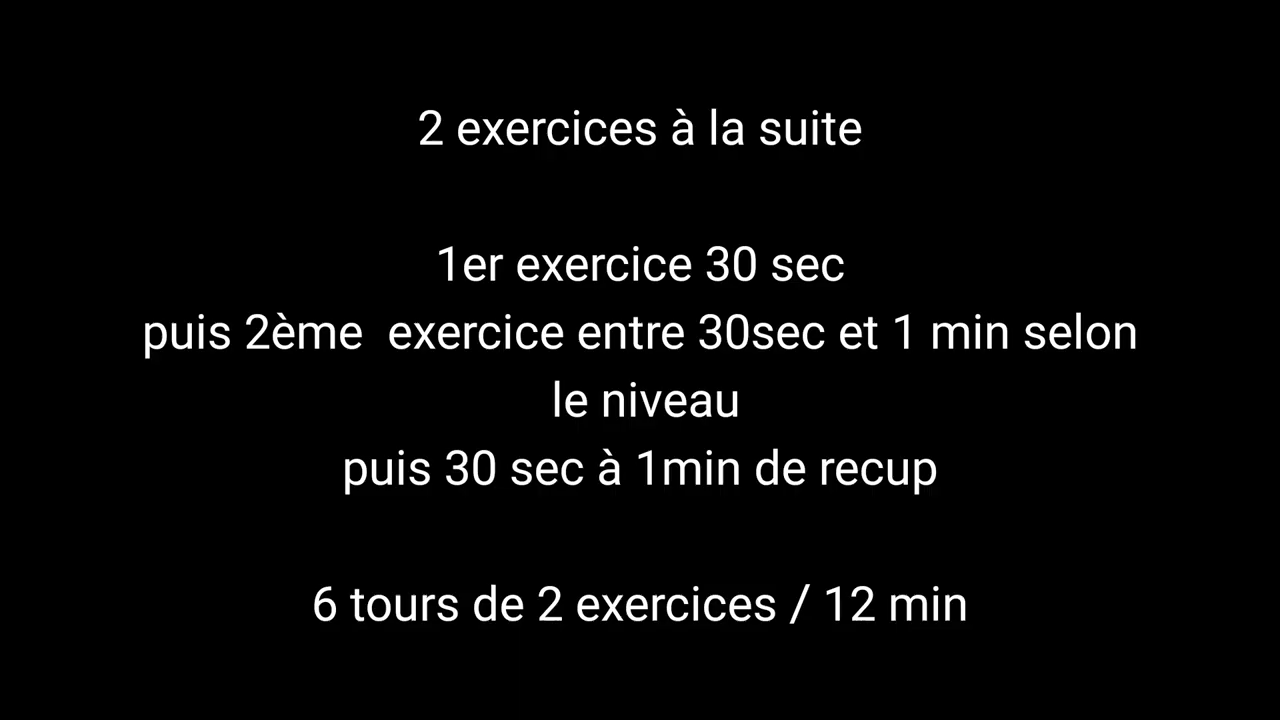 2 exercices à la suite
1er exercice 30 sec
puis 2ème  exercice entre 30sec et 1 min selon
le niveau
puis 30 sec à 1min de recup
6 tours de 2 exercices / 12 min